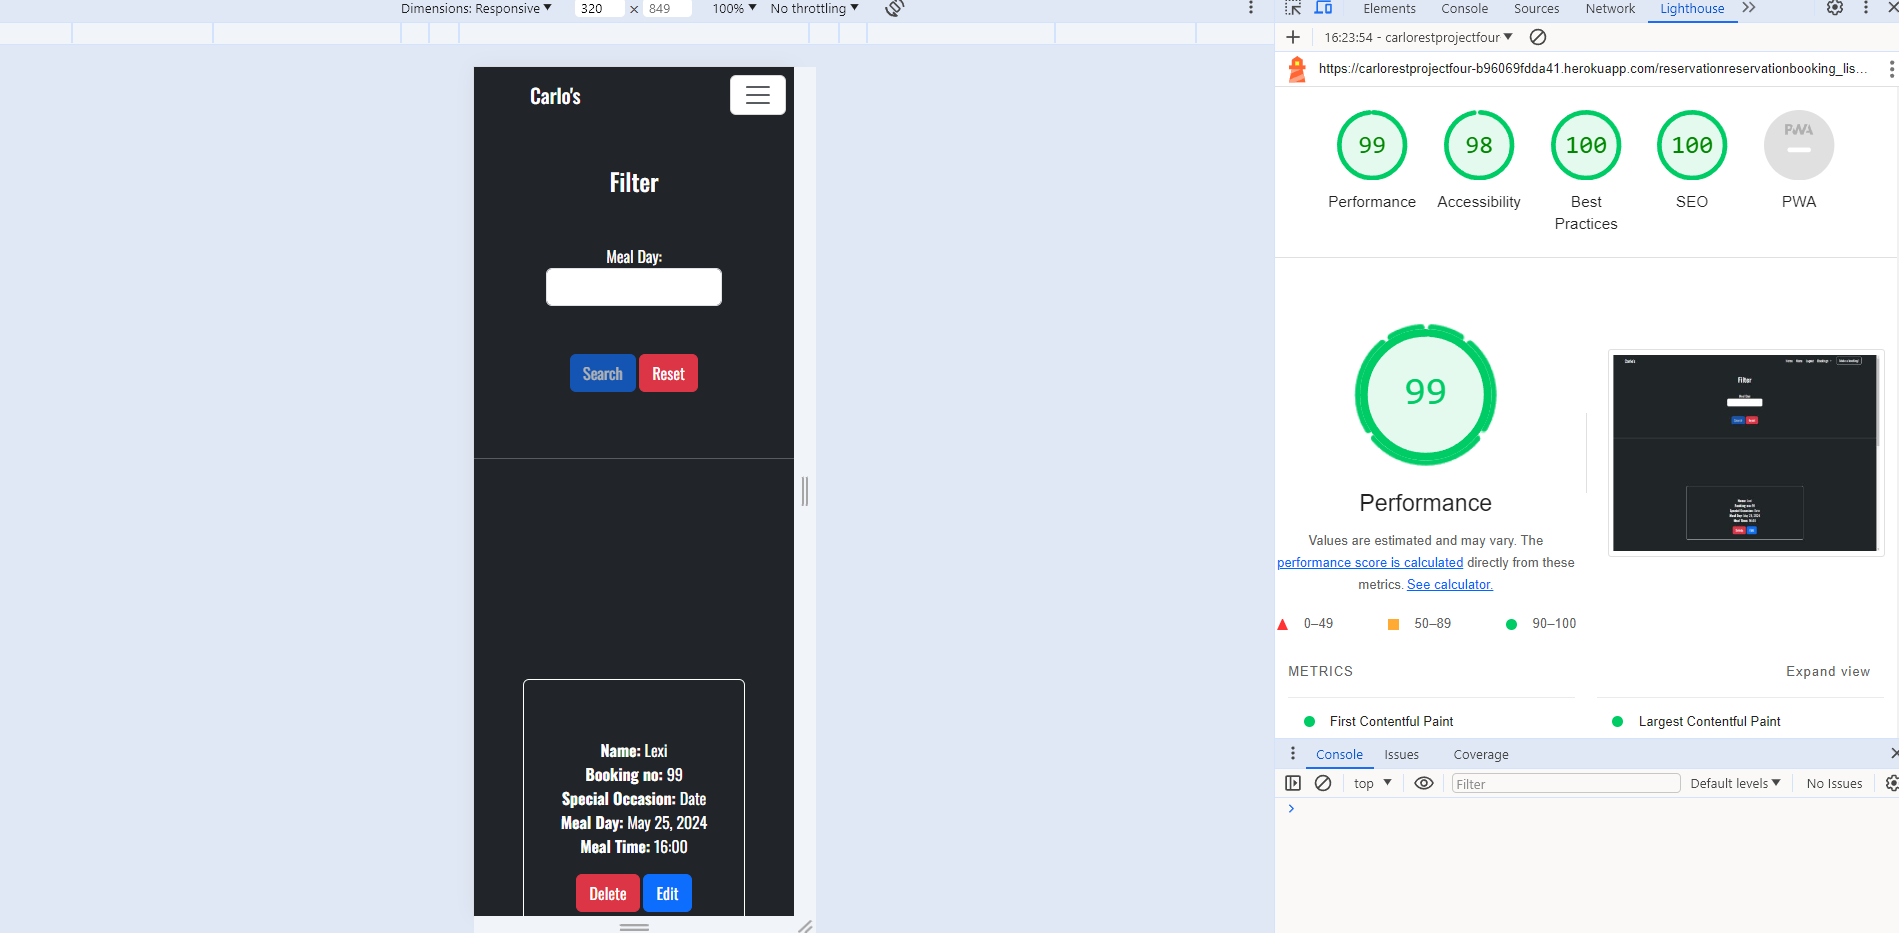 Dimensions: Responsive 320 × 849 100% No throttling
Elements Console Sources Network Lighthouse
16:23:54 - carlorestprojectfour
https://carlorestprojectfour-b96069fdda41.herokuapp.com/reservationreservationbooking_lis...
Carlo's
Filter
Meal Day:
Search Reset
Name: Lexi
Booking no: 99
Special Occasion: Date
Meal Day: May 25, 2024
Meal Time: 16:00
Delete Edit
99 98 100 100 PWA
Performance Accessibility Best Practices SEO PWA
99
Performance
Values are estimated and may vary. The
performance score is calculated directly from these
metrics. See calculator.
0–49 50–89 90–100
Carlo's
Filter
METRICS Expand view
First Contentful Paint Largest Contentful Paint
Console Issues Coverage
top Filter Default levels No Issues